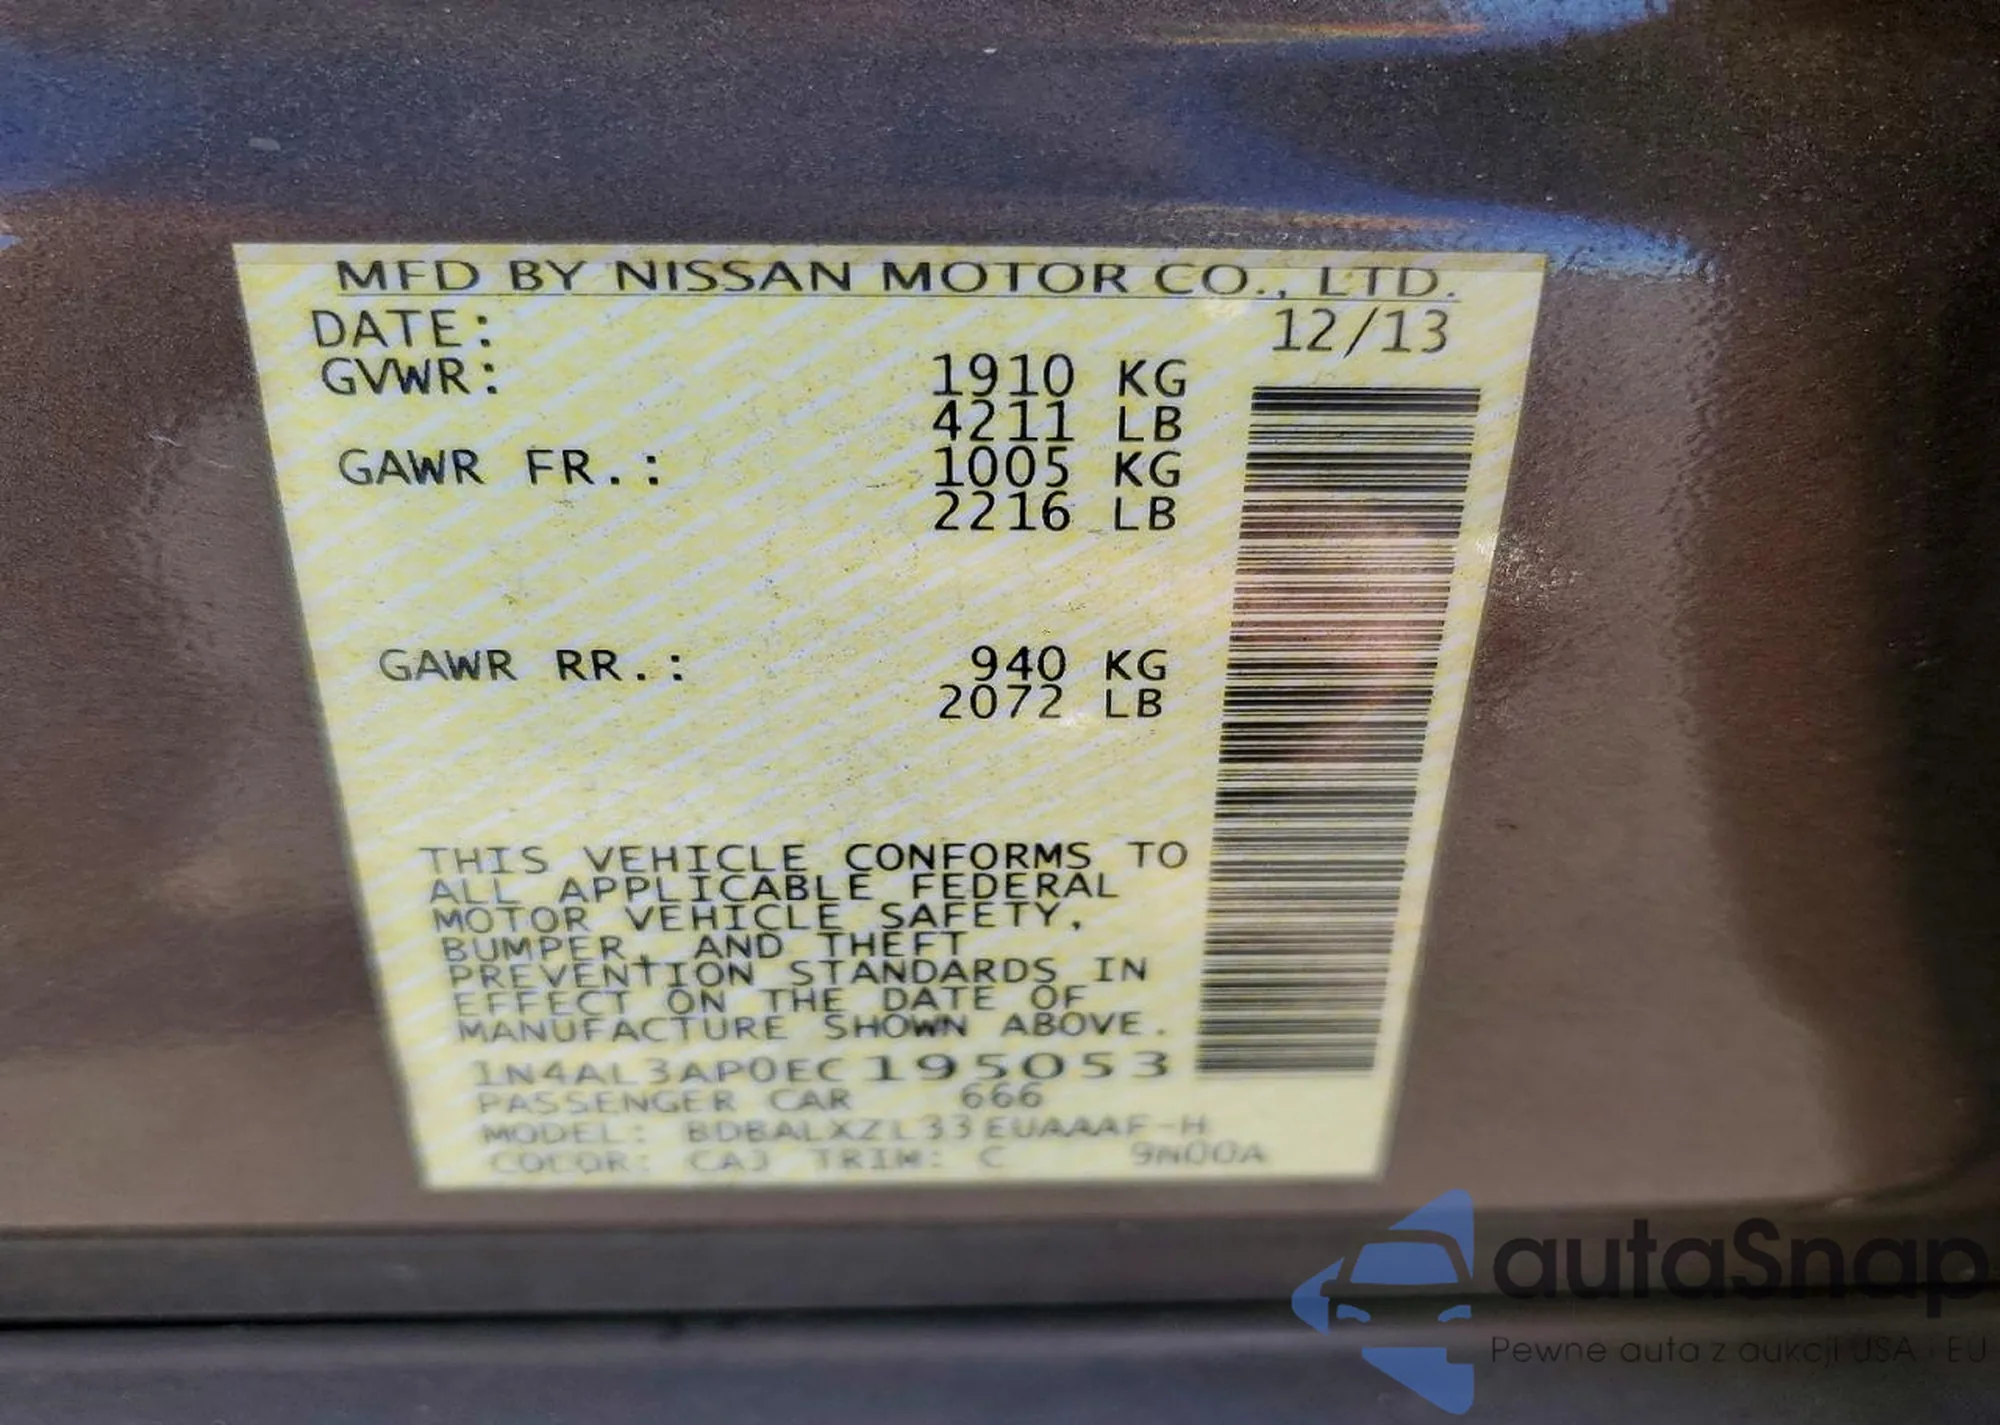 MFD BY NISSAN MOTOR CO., LTD.
DATE: 12/13
GVWR: 1910 KG
4211 LB
GAWR FR.: 1005 KG
2216 LB
GAWR RR.: 940 KG
2072 LB
THIS VEHICLE CONFORMS TO
ALL APPLICABLE FEDERAL
MOTOR VEHICLE SAFETY,
BUMPER, AND THEFT
PREVENTION STANDARDS IN
EFFECT ON THE DATE OF
MANUFACTURE SHOWN ABOVE.
1N4AL3AP0EC195053
PASSENGER CAR 666
MODEL: BDBALXZL33EUAAAF-H
COLOR: CAJ TRIM: C 9N00A
autaSnap
Pewne auta z aukcji USA i EU